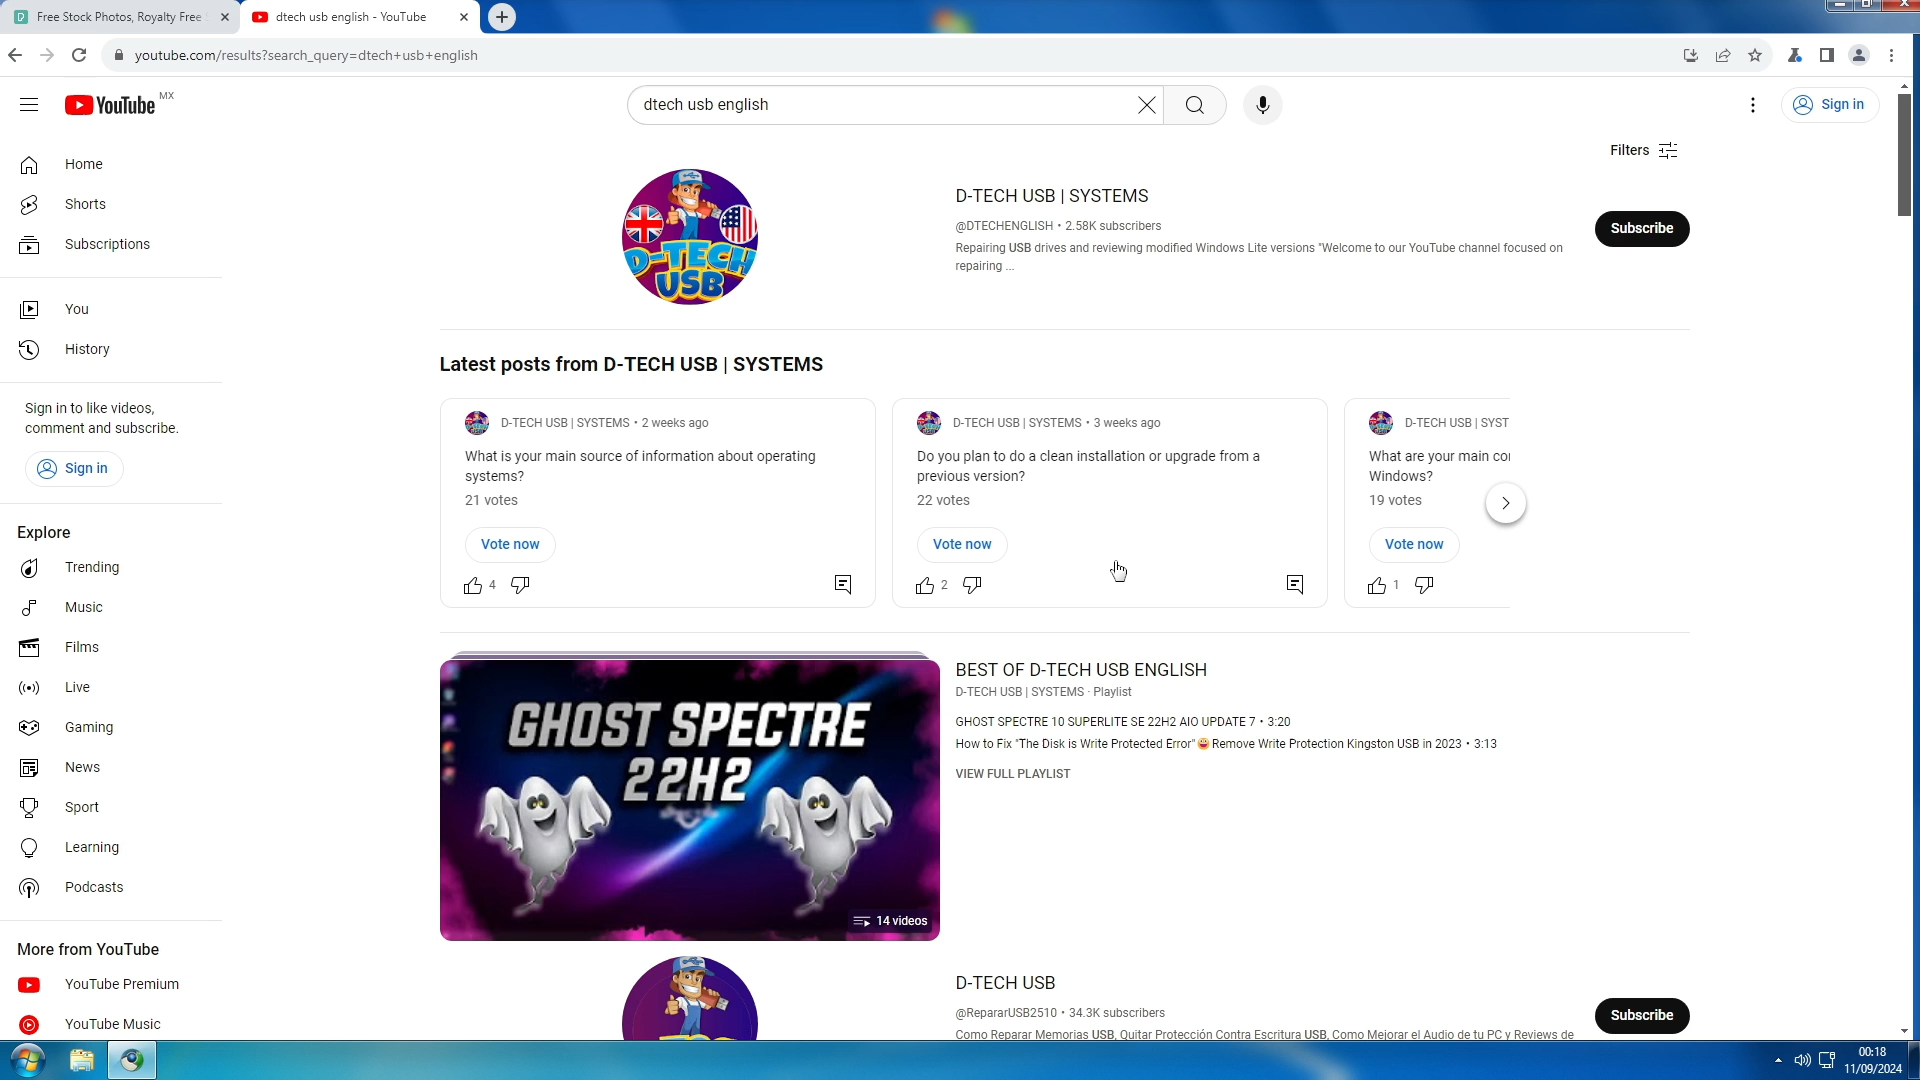 Free Stock Photos, Royalty Free
dtech usb english - YouTube
youtube.com/results?search_query=dtech+usb+english
YouTube MX
dtech usb english
Sign in
Home
Shorts
Subscriptions
You
History
Sign in to like videos,
comment and subscribe.
Sign in
Explore
Trending
Music
Films
Live
Gaming
News
Sport
Learning
Podcasts
More from YouTube
YouTube Premium
YouTube Music
Filters
D-TECH
USB
D-TECH USB | SYSTEMS
@DTECHENGLISH • 2.58K subscribers
Repairing USB drives and reviewing modified Windows Lite versions "Welcome to our YouTube channel focused on
repairing ...
Subscribe
Latest posts from D-TECH USB | SYSTEMS
D-TECH USB | SYSTEMS • 2 weeks ago
What is your main source of information about operating
systems?
21 votes
Vote now
4
D-TECH USB | SYSTEMS • 3 weeks ago
Do you plan to do a clean installation or upgrade from a
previous version?
22 votes
Vote now
2
D-TECH USB | SYST
What are your main co
Windows?
19 votes
Vote now
1
GHOST SPECTRE
22H2
14 videos
BEST OF D-TECH USB ENGLISH
D-TECH USB | SYSTEMS · Playlist
GHOST SPECTRE 10 SUPERLITE SE 22H2 AIO UPDATE 7 • 3:20
How to Fix "The Disk is Write Protected Error"😀Remove Write Protection Kingston USB in 2023 • 3:13
VIEW FULL PLAYLIST
D-TECH USB
@RepararUSB2510 • 34.3K subscribers
Como Reparar Memorias USB, Quitar Protección Contra Escritura USB, Como Mejorar el Audio de tu PC y Reviews de
Subscribe
00:18
11/09/2024